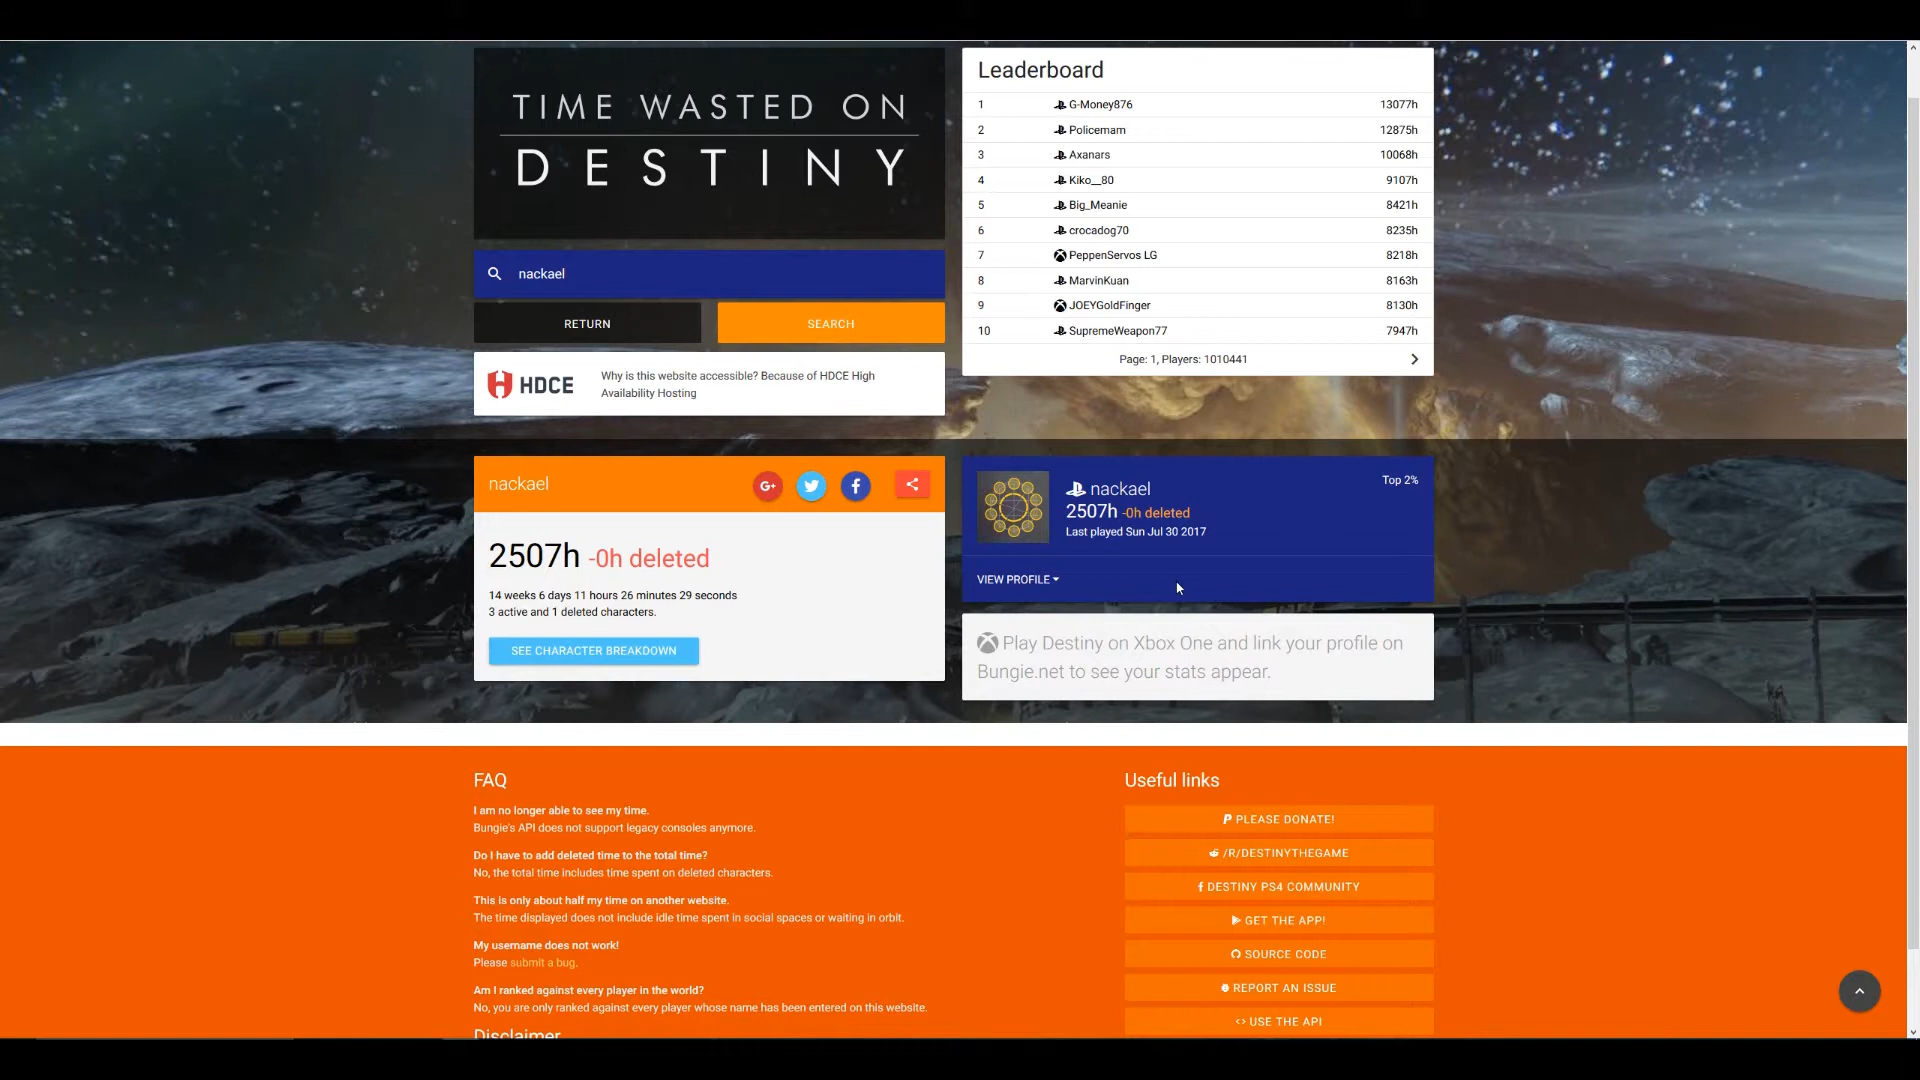 TIME WASTED ON
DESTINY
nackael
RETURN
SEARCH
HDCE
Why is this website accessible? Because of HDCE High
Availability Hosting
Leaderboard
1 G-Money876 13077h
2 Policemam 12875h
3 Axanars 10068h
4 Kiko__80 9107h
5 Big_Meanie 8421h
6 crocadog70 8235h
7 PeppenServos LG 8218h
8 MarvinKuan 8163h
9 JOEYGoldFinger 8130h
10 SupremeWeapon77 7947h
Page: 1, Players: 1010441
nackael
G+
2507h -0h deleted
14 weeks 6 days 11 hours 26 minutes 29 seconds
3 active and 1 deleted characters.
SEE CHARACTER BREAKDOWN
nackael
Top 2%
2507h -0h deleted
Last played Sun Jul 30 2017
VIEW PROFILE
Play Destiny on Xbox One and link your profile on
Bungie.net to see your stats appear.
FAQ
I am no longer able to see my time.
Bungie's API does not support legacy consoles anymore.
Do I have to add deleted time to the total time?
No, the total time includes time spent on deleted characters.
This is only about half my time on another website.
The time displayed does not include idle time spent in social spaces or waiting in orbit.
My username does not work!
Please submit a bug.
Am I ranked against every player in the world?
No, you are only ranked against every player whose name has been entered on this website.
Disclaimer
Useful links
PLEASE DONATE!
/R/DESTINYTHEGAME
DESTINY PS4 COMMUNITY
GET THE APP!
SOURCE CODE
REPORT AN ISSUE
<> USE THE API